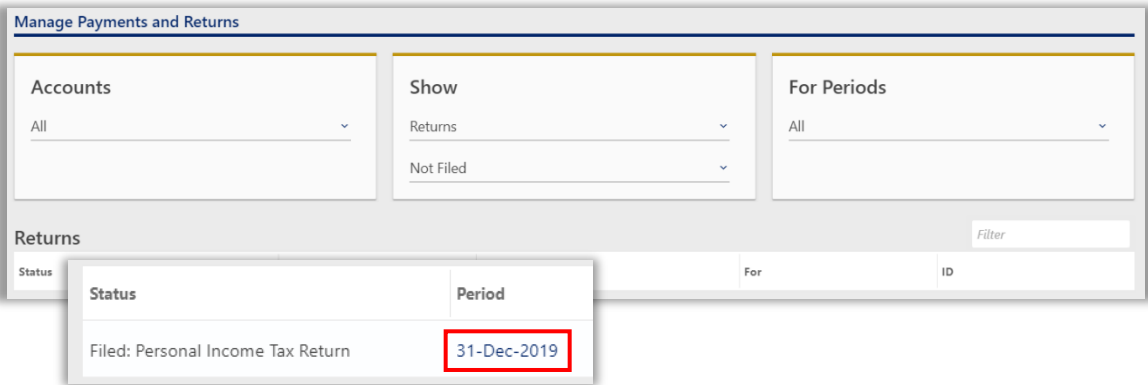 Manage Payments and Returns
Accounts
All
Show
Returns
Not Filed
For Periods
All
Returns
Filter
Status For ID
Status Period
Filed: Personal Income Tax Return 31-Dec-2019